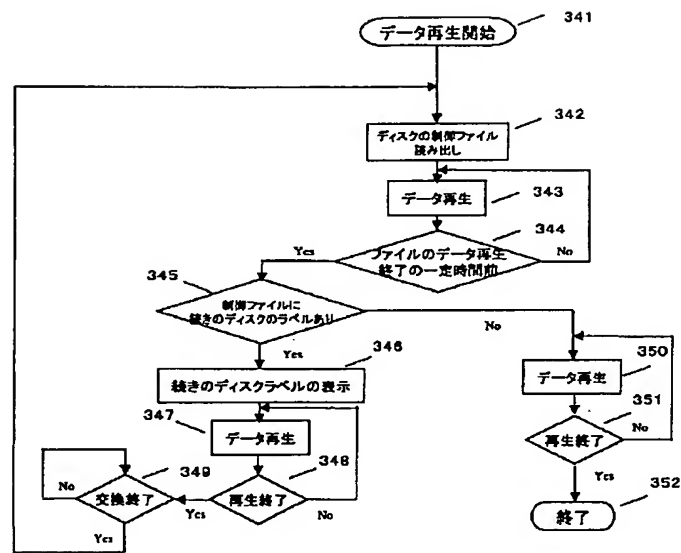 データ再生開始
341
342
ディスクの制御ファイル
読み出し
データ再生
343
344
ファイルのデータ再生
終了の一定時間前
Yes
No
345
制御ファイルに
続きのディスクのラベルあり
No
Yes
346
続きのディスクラベルの表示
347
データ再生
348
再生終了
No
Yes
349
交換終了
No
Yes
350
データ再生
351
再生終了
No
Yes
352
終了